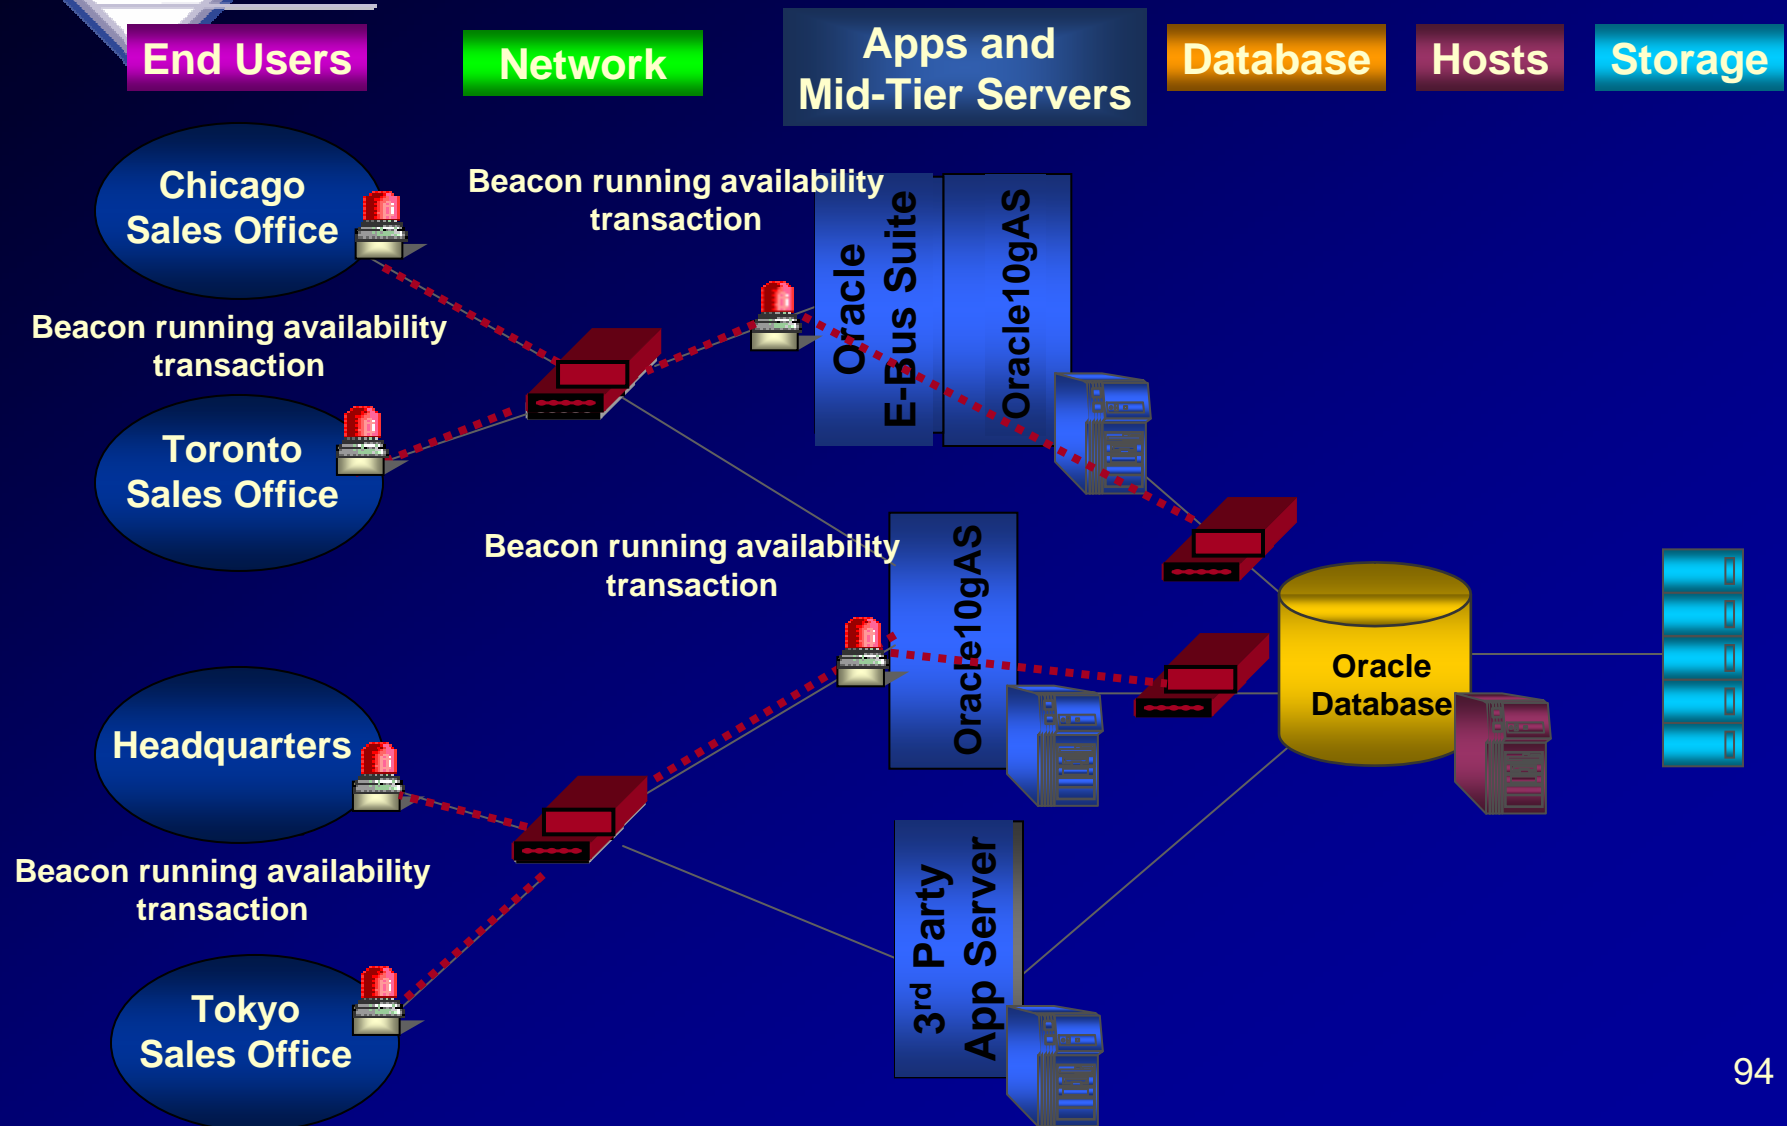 End Users
Network
Apps and
Mid-Tier Servers
Database
Hosts
Storage
Chicago
Sales Office
Beacon running availability
transaction
Oracle
E-Bus Suite
Oracle10gAS
Beacon running availability
transaction
Toronto
Sales Office
Beacon running availability
transaction
Oracle10gAS
Oracle
Database
Headquarters
Beacon running availability
transaction
3rd Party
App Server
Tokyo
Sales Office
94